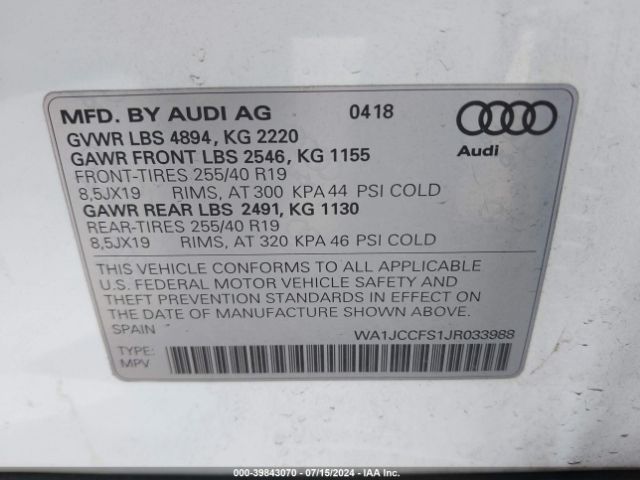 MFD. BY AUDI AG 0418
GVWR LBS 4894, KG 2220
GAWR FRONT LBS 2546, KG 1155
FRONT-TIRES 255/40 R19
8,5JX19 RIMS, AT 300 KPA 44 PSI COLD
GAWR REAR LBS 2491, KG 1130
REAR-TIRES 255/40 R19
8,5JX19 RIMS, AT 320 KPA 46 PSI COLD
Audi
THIS VEHICLE CONFORMS TO ALL APPLICABLE
U.S. FEDERAL MOTOR VEHICLE SAFETY AND
THEFT PREVENTION STANDARDS IN EFFECT ON
THE DATE OF MANUFACTURE SHOWN ABOVE.
SPAIN WA1JCCFS1JR033988
TYPE:
MPV
000-39843070 - 07/15/2024 - IAA Inc.